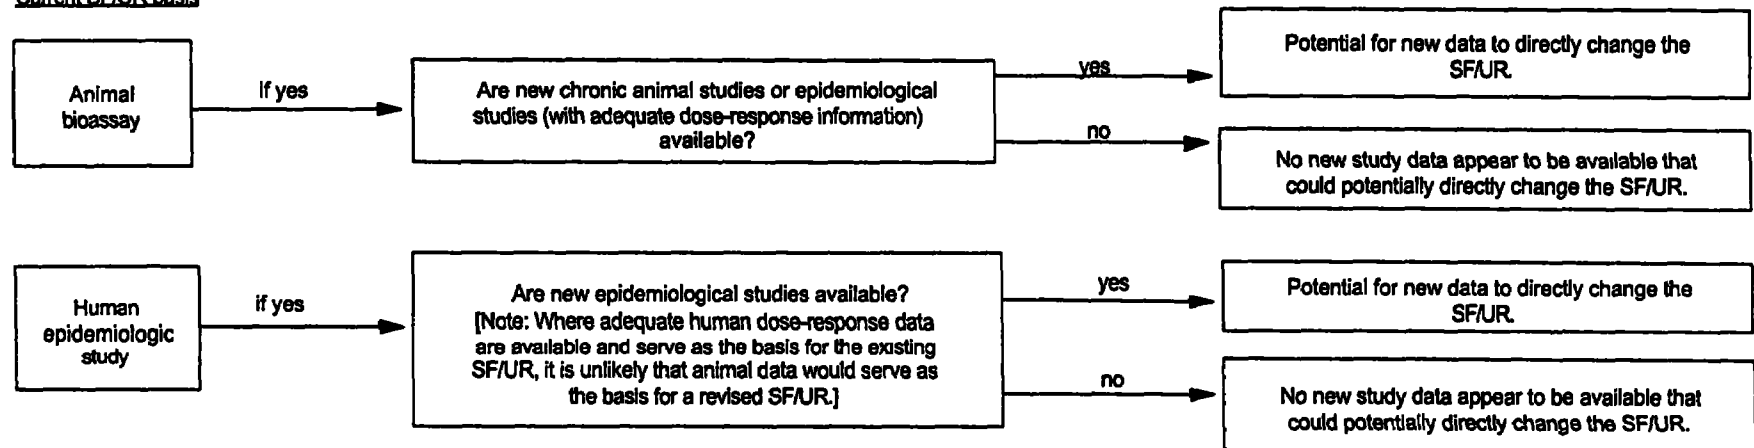 Current SF/UR basis
Animal
bioassay
if yes
Are new chronic animal studies or epidemiological
studies (with adequate dose-response information)
available?
yes
Potential for new data to directly change the
SF/UR.
no
No new study data appear to be available that
could potentially directly change the SF/UR.
Human
epidemiologic
study
if yes
Are new epidemiological studies available?
[Note: Where adequate human dose-response data
are available and serve as the basis for the existing
SF/UR, it is unlikely that animal data would serve as
the basis for a revised SF/UR.]
yes
Potential for new data to directly change the
SF/UR.
no
No new study data appear to be available that
could potentially directly change the SF/UR.